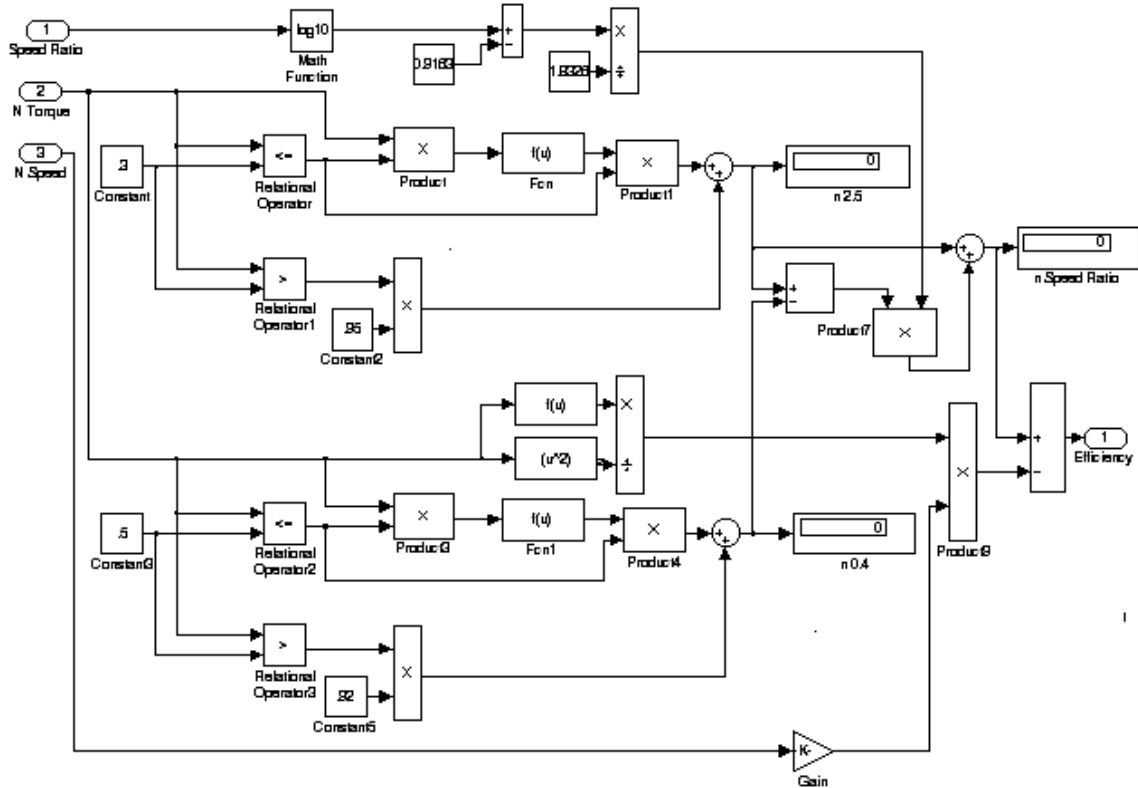 1
Speed Ratio
log10
Math
Function
+
−
0.9163
1.8326
×
÷
2
N Torque
3
N Speed
.3
Constant
<=
Relational
Operator
×
Product
f(u)
Fcn
×
Product1
+
+
0
n 2.5
>
Relational
Operator1
.95
Constant2
×
+
−
×
Product7
+
+
0
n Speed Ratio
f(u)
(u^2)
×
÷
×
Product9
+
−
1
Efficiency
.5
Constant3
<=
Relational
Operator2
×
Product3
f(u)
Fcn1
×
Product4
+
+
0
n 0.4
>
Relational
Operator3
.92
Constant5
×
K-
Gain